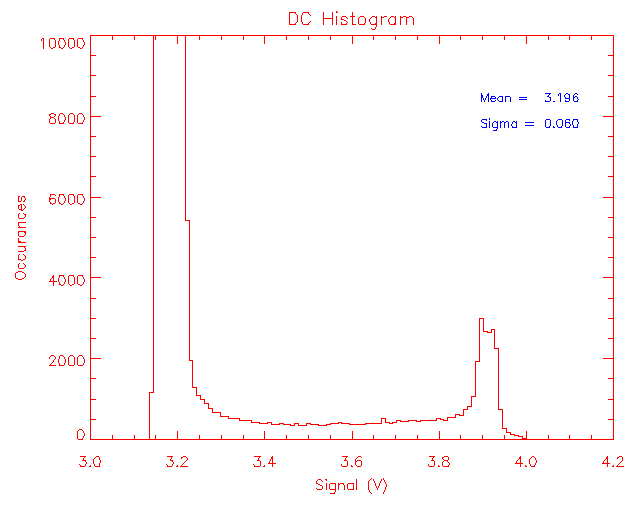 DC Histogram
10000
8000
6000
4000
2000
0
Occurances
Mean = 3.196
Sigma = 0.060
3.0 3.2 3.4 3.6 3.8 4.0 4.2
Signal (V)